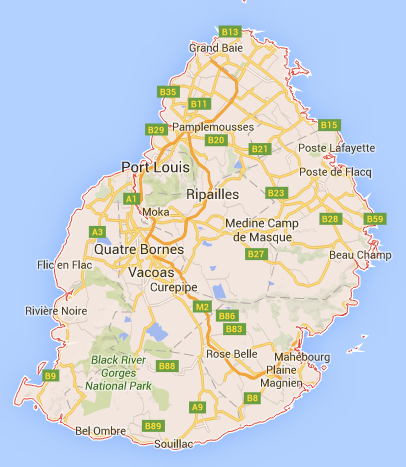 B13
Grand Baie
B35
B11
B29
Pamplemousses
B15
B20
B21
Poste Lafayette
Port Louis
Poste de Flacq
Ripailles
B23
A1
Moka
B28
B59
Medine Camp
de Masque
A3
Quatre Bornes
B27
Beau Champ
Flic en Flac
Vacoas
Curepipe
M2
Rivière Noire
B86
B83
Rose Belle
Mahébourg
Black River
Gorges
National Park
B88
Plaine
Magnien
B9
B8
A9
Bel Ombre
B89
Souillac